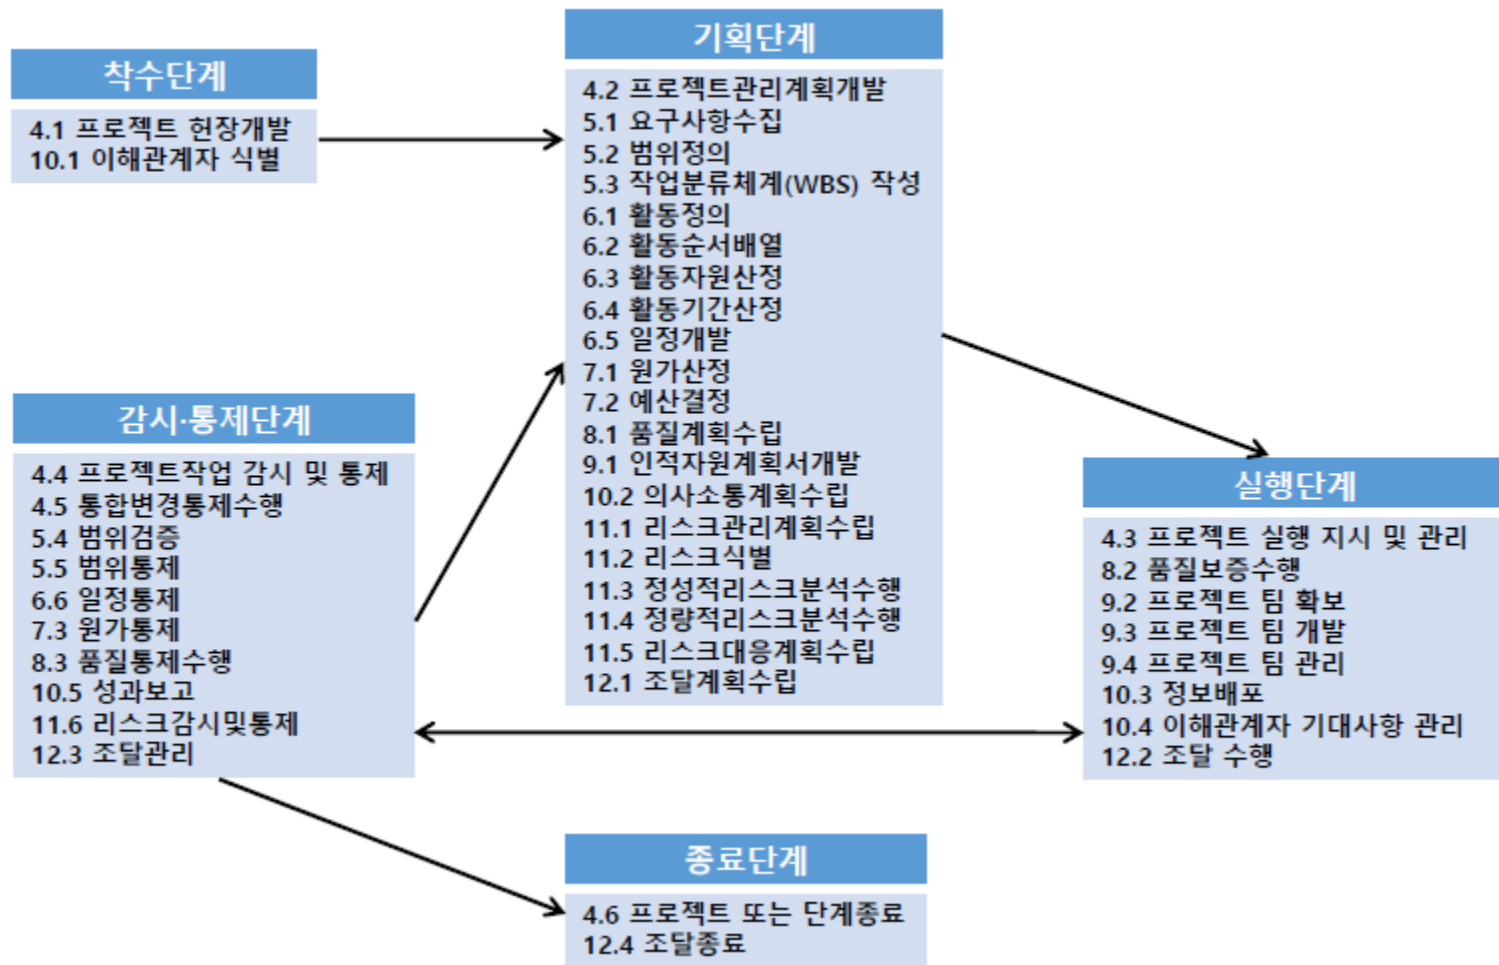 착수단계
4.1 프로젝트 헌장개발
10.1 이해관계자 식별
기획단계
4.2 프로젝트관리계획개발
5.1 요구사항수집
5.2 범위정의
5.3 작업분류체계(WBS) 작성
6.1 활동정의
6.2 활동순서배열
6.3 활동자원산정
6.4 활동기간산정
6.5 일정개발
7.1 원가산정
7.2 예산결정
8.1 품질계획수립
9.1 인적자원계획서개발
10.2 의사소통계획수립
11.1 리스크관리계획수립
11.2 리스크식별
11.3 정성적리스크분석수행
11.4 정량적리스크분석수행
11.5 리스크대응계획수립
12.1 조달계획수립
감시·통제단계
4.4 프로젝트작업 감시 및 통제
4.5 통합변경통제수행
5.4 범위검증
5.5 범위통제
6.6 일정통제
7.3 원가통제
8.3 품질통제수행
10.5 성과보고
11.6 리스크감시및통제
12.3 조달관리
실행단계
4.3 프로젝트 실행 지시 및 관리
8.2 품질보증수행
9.2 프로젝트 팀 확보
9.3 프로젝트 팀 개발
9.4 프로젝트 팀 관리
10.3 정보배포
10.4 이해관계자 기대사항 관리
12.2 조달 수행
종료단계
4.6 프로젝트 또는 단계종료
12.4 조달종료